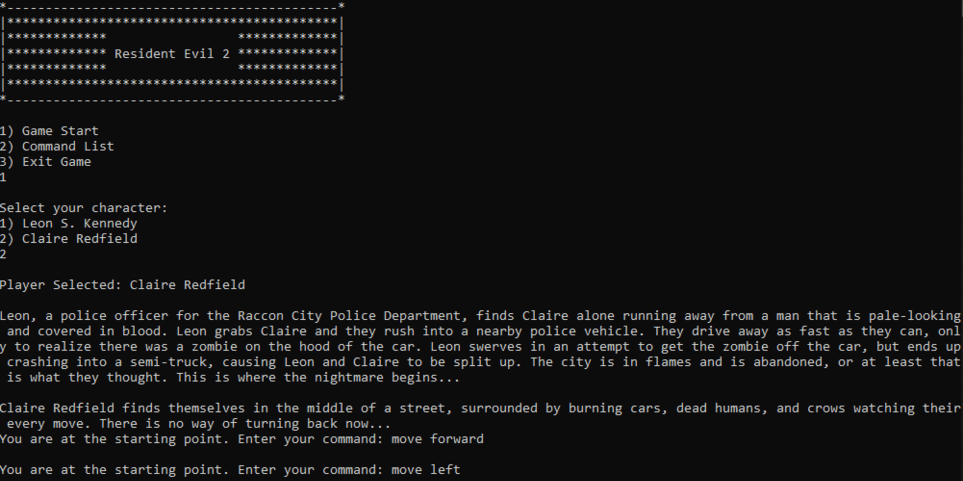 *-------------------------------------------*
|*******************************************|
|*************                 *************|
|************* Resident Evil 2 *************|
|*************                 *************|
|*******************************************|
*-------------------------------------------*
1) Game Start
2) Command List
3) Exit Game
1
Select your character:
1) Leon S. Kennedy
2) Claire Redfield
2
Player Selected: Claire Redfield
Leon, a police officer for the Raccon City Police Department, finds Claire alone running away from a man that is pale-looking
 and covered in blood. Leon grabs Claire and they rush into a nearby police vehicle. They drive away as fast as they can, onl
y to realize there was a zombie on the hood of the car. Leon swerves in an attempt to get the zombie off the car, but ends up
 crashing into a semi-truck, causing Leon and Claire to be split up. The city is in flames and is abandoned, or at least that
 is what they thought. This is where the nightmare begins...
Claire Redfield finds themselves in the middle of a street, surrounded by burning cars, dead humans, and crows watching their
 every move. There is no way of turning back now...
You are at the starting point. Enter your command: move forward
You are at the starting point. Enter your command: move left